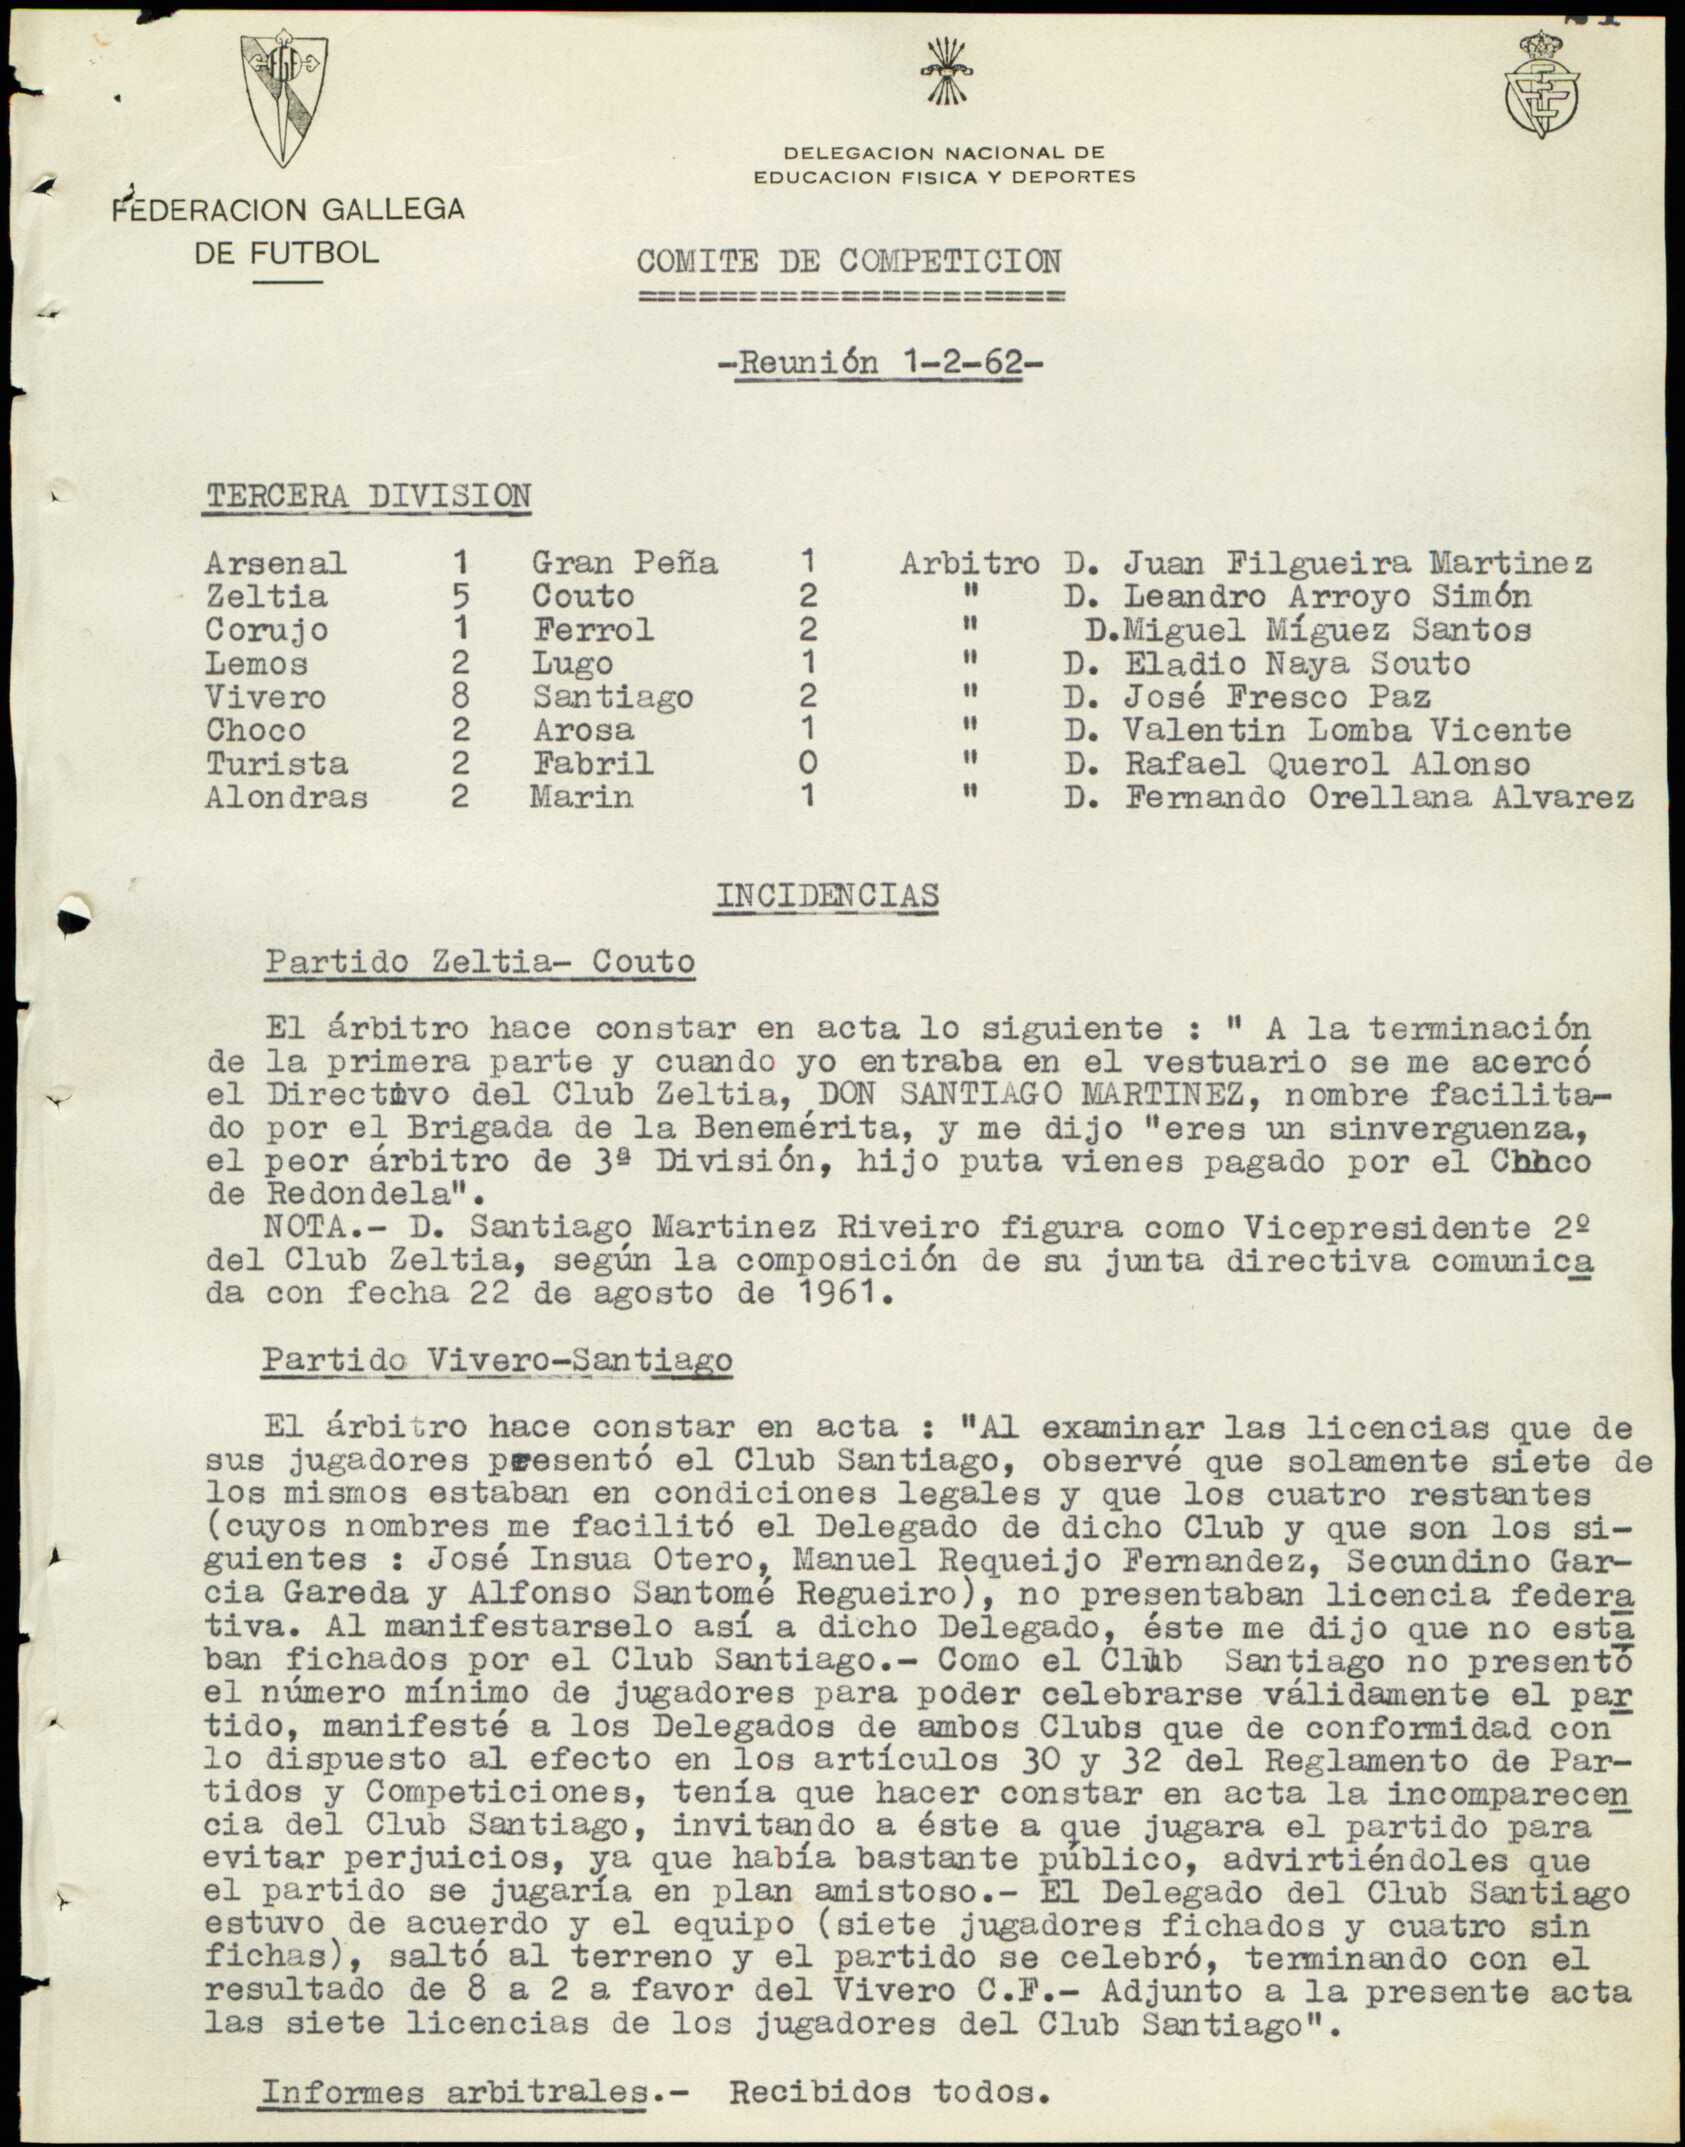 FEDERACION GALLEGA
DE FUTBOL
DELEGACION NACIONAL DE
EDUCACION FISICA Y DEPORTES
COMITE DE COMPETICION
=====================
-Reunión 1-2-62-
TERCERA DIVISION
Arsenal 1 Gran Peña 1 Arbitro D. Juan Filgueira Martinez
Zeltia 5 Couto 2 " D. Leandro Arroyo Simón
Corujo 1 Ferrol 2 " D.Miguel Míguez Santos
Lemos 2 Lugo 1 " D. Eladio Naya Souto
Vivero 8 Santiago 2 " D. José Fresco Paz
Choco 2 Arosa 1 " D. Valentin Lomba Vicente
Turista 2 Fabril 0 " D. Rafael Querol Alonso
Alondras 2 Marin 1 " D. Fernando Orellana Alvarez
INCIDENCIAS
Partido Zeltia- Couto
El árbitro hace constar en acta lo siguiente : " A la terminación
de la primera parte y cuando yo entraba en el vestuario se me acercó
el Directivo del Club Zeltia, DON SANTIAGO MARTINEZ, nombre facilita-
do por el Brigada de la Benemérita, y me dijo "eres un sinverguenza,
el peor árbitro de 3ª División, hijo puta vienes pagado por el Choco
de Redondela".
NOTA.- D. Santiago Martinez Riveiro figura como Vicepresidente 2º
del Club Zeltia, según la composición de su junta directiva comunica
da con fecha 22 de agosto de 1961.
Partido Vivero-Santiago
El árbitro hace constar en acta : "Al examinar las licencias que de
sus jugadores presentó el Club Santiago, observé que solamente siete de
los mismos estaban en condiciones legales y que los cuatro restantes
(cuyos nombres me facilitó el Delegado de dicho Club y que son los si-
guientes : José Insua Otero, Manuel Requeijo Fernandez, Secundino Gar-
cia Gareda y Alfonso Santomé Regueiro), no presentaban licencia federa
tiva. Al manifestarselo así a dicho Delegado, éste me dijo que no esta
ban fichados por el Club Santiago.- Como el Club Santiago no presentó
el número mínimo de jugadores para poder celebrarse válidamente el par
tido, manifesté a los Delegados de ambos Clubs que de conformidad con
lo dispuesto al efecto en los artículos 30 y 32 del Reglamento de Par-
tidos y Competiciones, tenía que hacer constar en acta la incomparecen
cia del Club Santiago, invitando a éste a que jugara el partido para
evitar perjuicios, ya que había bastante público, advirtiéndoles que
el partido se jugaría en plan amistoso.- El Delegado del Club Santiago
estuvo de acuerdo y el equipo (siete jugadores fichados y cuatro sin
fichas), saltó al terreno y el partido se celebró, terminando con el
resultado de 8 a 2 a favor del Vivero C.F.- Adjunto a la presente acta
las siete licencias de los jugadores del Club Santiago".
Informes arbitrales.- Recibidos todos.